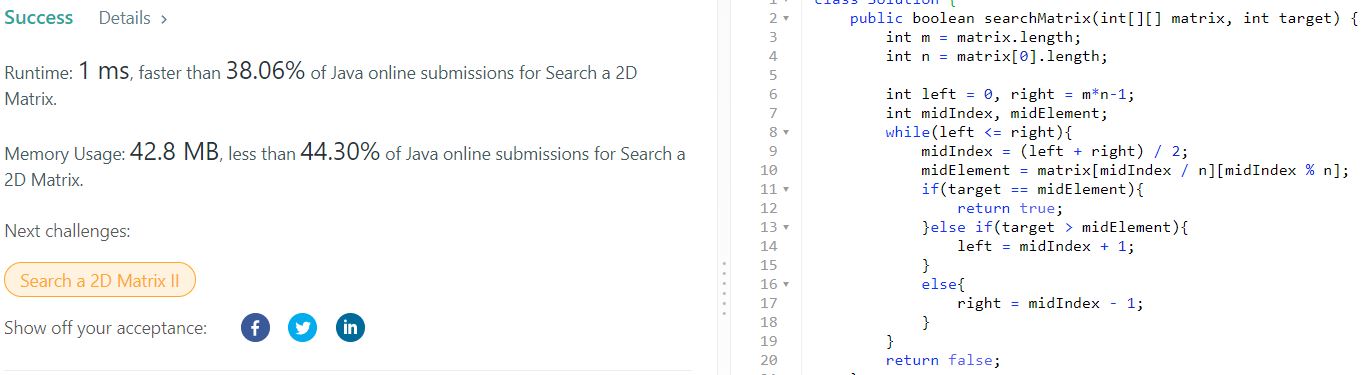 Success Details >
Runtime: 1 ms, faster than 38.06% of Java online submissions for Search a 2D
Matrix.
Memory Usage: 42.8 MB, less than 44.30% of Java online submissions for Search a
2D Matrix.
Next challenges:
Search a 2D Matrix II
Show off your acceptance:
f
in
1 class Solution {
2 public boolean searchMatrix(int[][] matrix, int target) {
3 int m = matrix.length;
4 int n = matrix[0].length;
5
6 int left = 0, right = m*n-1;
7 int midIndex, midElement;
8 while(left <= right){
9 midIndex = (left + right) / 2;
10 midElement = matrix[midIndex / n][midIndex % n];
11 if(target == midElement){
12 return true;
13 }else if(target > midElement){
14 left = midIndex + 1;
15 }
16 else{
17 right = midIndex - 1;
18 }
19 }
20 return false;